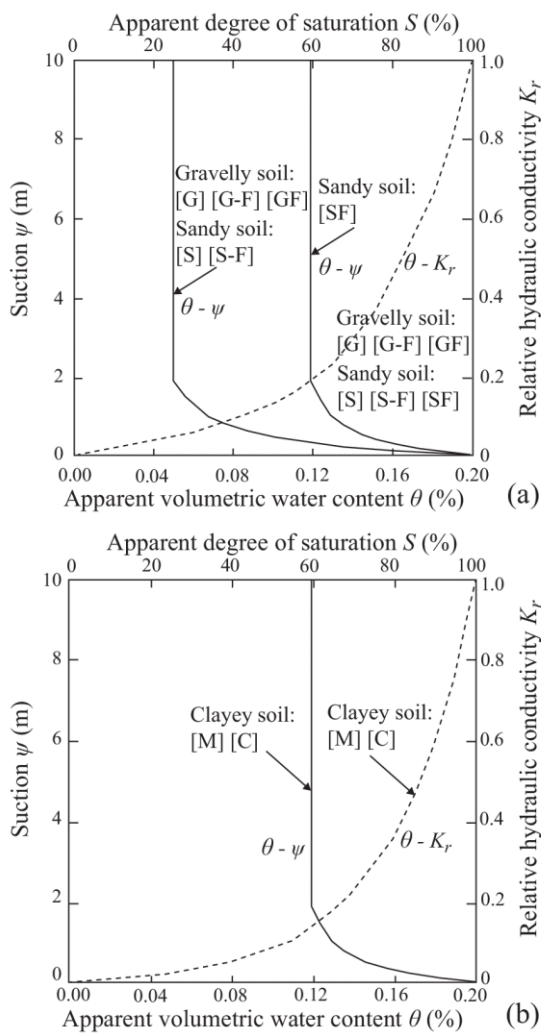 Apparent degree of saturation S (%)
0 20 40 60 80 100
10 1.0
8 0.8
6 0.6
4 0.4
2 0.2
0 0
Suction ψ (m)
Relative hydraulic conductivity Kr
Gravelly soil:
[G] [G-F] [GF]
Sandy soil:
[S] [S-F]
θ - ψ
Sandy soil:
[SF]
θ - ψ
θ - Kr
Gravelly soil:
[G] [G-F] [GF]
Sandy soil:
[S] [S-F] [SF]
0.00 0.04 0.08 0.12 0.16 0.20
Apparent volumetric water content θ (%)
(a)
Apparent degree of saturation S (%)
0 20 40 60 80 100
10 1.0
8 0.8
6 0.6
4 0.4
2 0.2
0 0
Suction ψ (m)
Relative hydraulic conductivity Kr
Clayey soil:
[M] [C]
Clayey soil:
[M] [C]
θ - ψ
θ - Kr
0.00 0.04 0.08 0.12 0.16 0.20
Apparent volumetric water content θ (%)
(b)